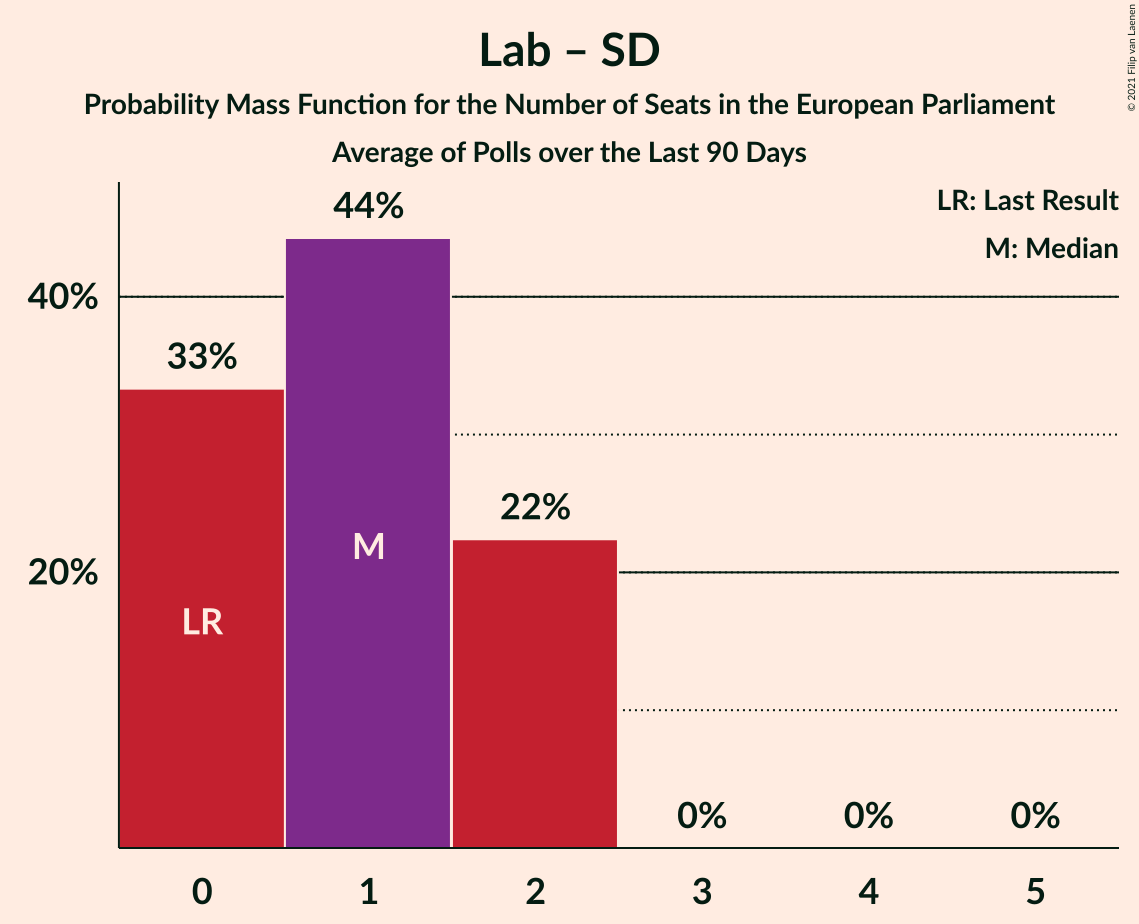 Lab – SD
Probability Mass Function for the Number of Seats in the European Parliament
Average of Polls over the Last 90 Days
© 2021 Filip van Laenen
LR: Last Result
M: Median
44%
40%
33%
22%
20%
M
LR
0%
0%
0%
0
1
2
3
4
5